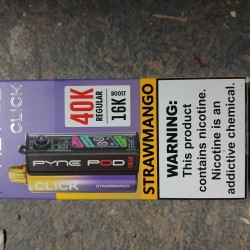 CLICK
40K
REGULAR
BOOST
16K
PYNE POD
CLICK
STRAWMANGO
STRAWMANGO
WARNING:
This product
contains nicotine.
Nicotine is an
addictive chemical.